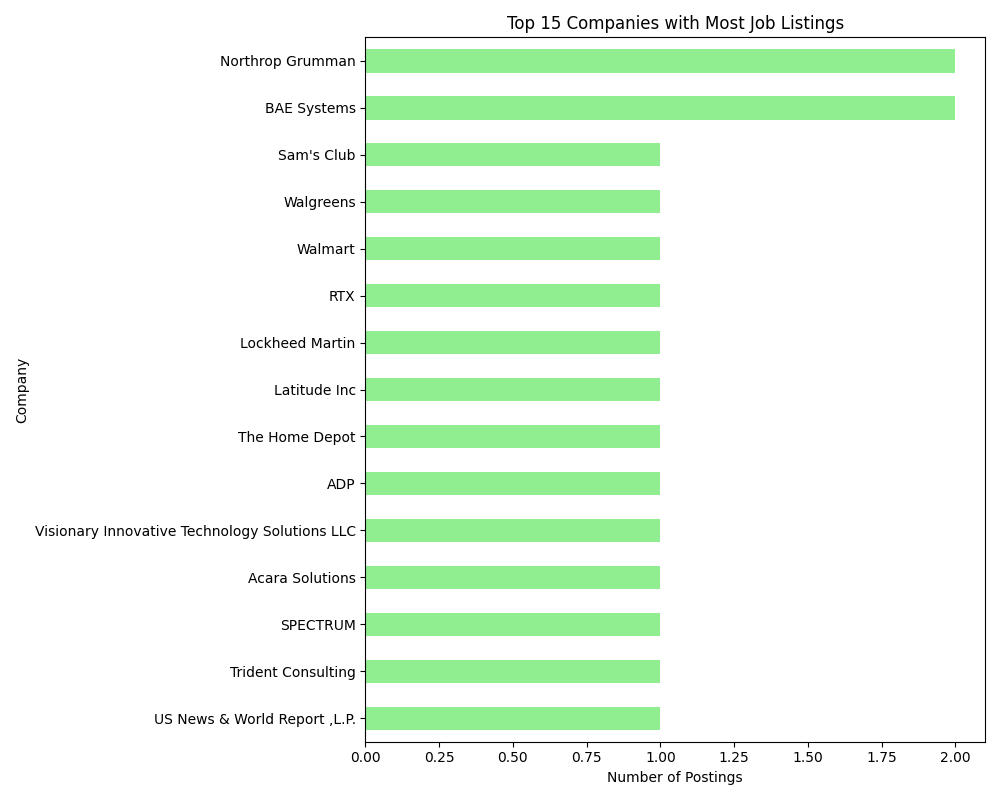 Top 15 Companies with Most Job Listings
Northrop Grumman
BAE Systems
Sam's Club
Walgreens
Walmart
RTX
Lockheed Martin
Latitude Inc
The Home Depot
ADP
Visionary Innovative Technology Solutions LLC
Acara Solutions
SPECTRUM
Trident Consulting
US News & World Report ,L.P.
Company
0.00 0.25 0.50 0.75 1.00 1.25 1.50 1.75 2.00
Number of Postings